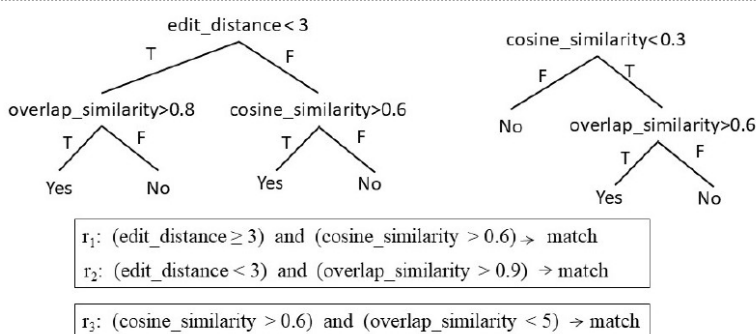 edit_distance<3
T
F
overlap_similarity>0.8
cosine_similarity>0.6
T
F
T
F
Yes
No
Yes
No
cosine_similarity<0.3
F
T
No
overlap_similarity>0.6
T
F
Yes
No
r₁: (edit_distance ≥ 3) and (cosine_similarity > 0.6) → match
r₂: (edit_distance < 3) and (overlap_similarity > 0.9) → match
r₃: (cosine_similarity > 0.6) and (overlap_similarity < 5) → match